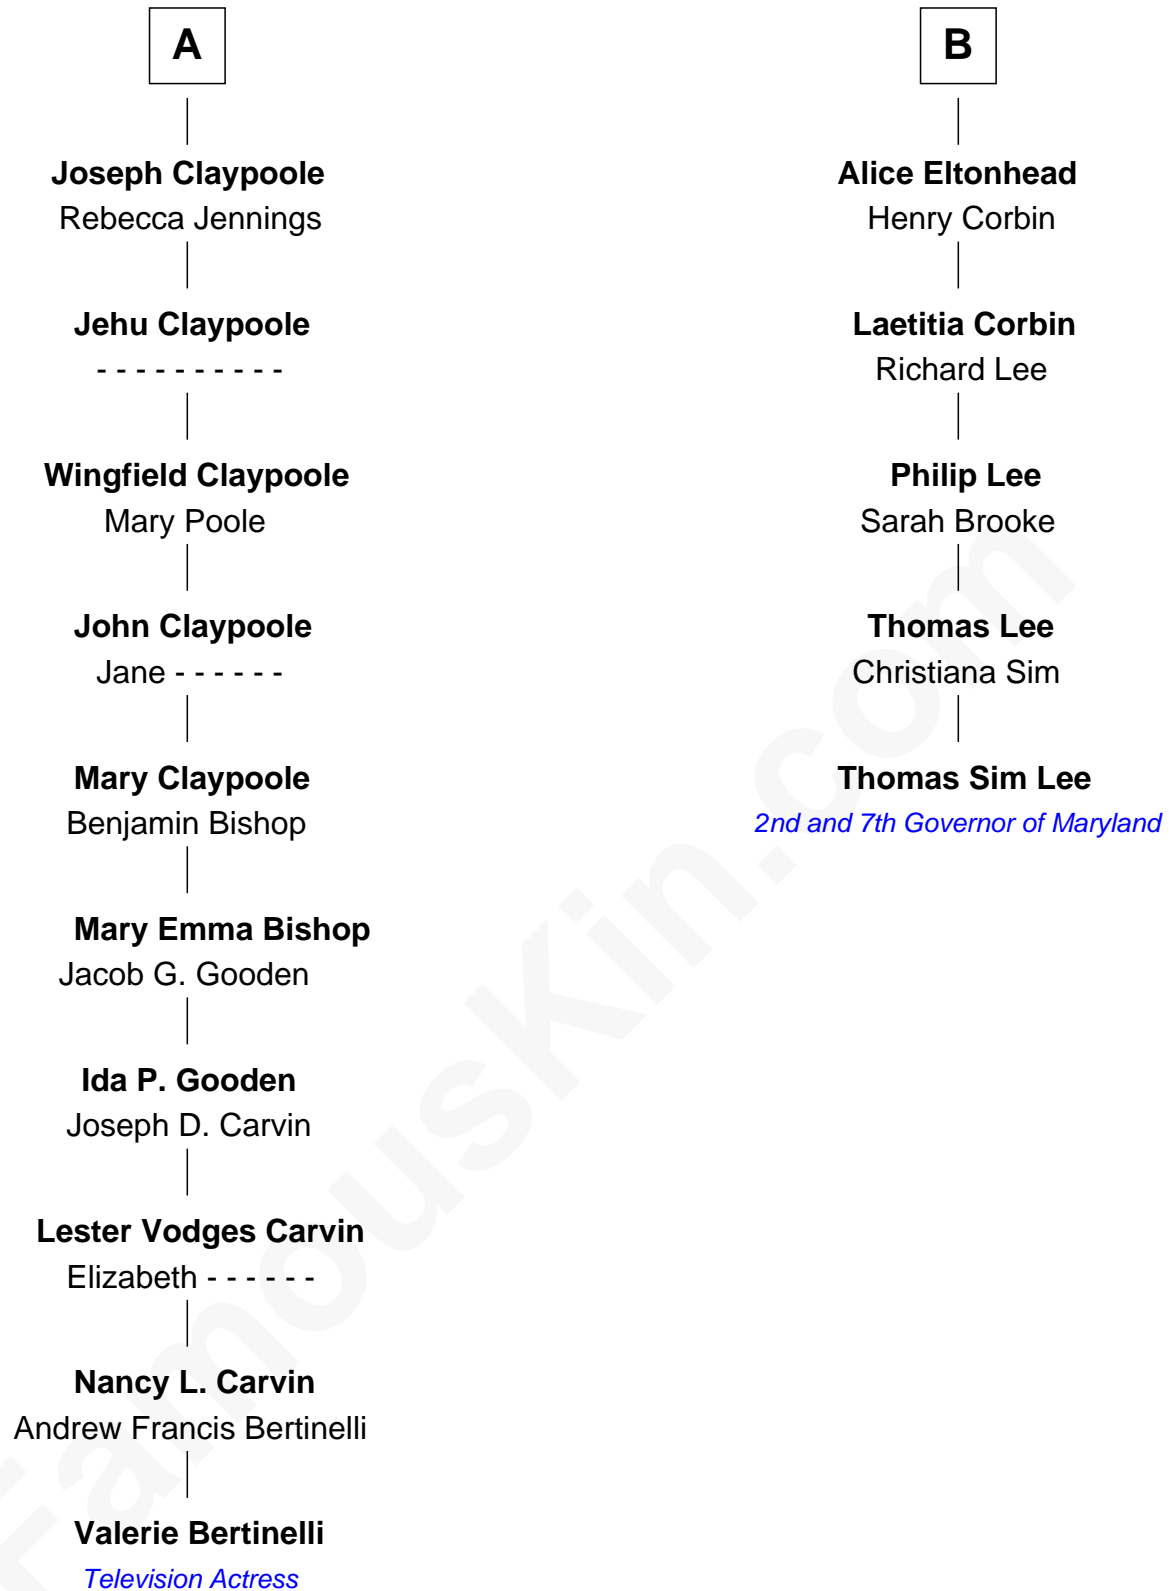 A
Joseph Claypoole
Rebecca Jennings
Jehu Claypoole
- - - - - - - - - -
Wingfield Claypoole
Mary Poole
John Claypoole
Jane - - - - - -
Mary Claypoole
Benjamin Bishop
Mary Emma Bishop
Jacob G. Gooden
Ida P. Gooden
Joseph D. Carvin
Lester Vodges Carvin
Elizabeth - - - - - -
Nancy L. Carvin
Andrew Francis Bertinelli
Valerie Bertinelli
Television Actress
B
Alice Eltonhead
Henry Corbin
Laetitia Corbin
Richard Lee
Philip Lee
Sarah Brooke
Thomas Lee
Christiana Sim
Thomas Sim Lee
2nd and 7th Governor of Maryland
FamousKin.com